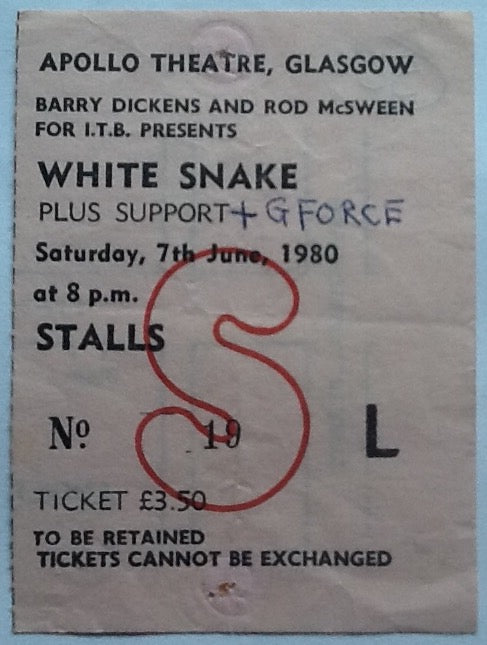 APOLLO THEATRE, GLASGOW
BARRY DICKENS AND ROD McSWEEN
FOR I.T.B. PRESENTS
WHITE SNAKE
PLUS SUPPORT + GFORCE
Saturday, 7th June, 1980
at 8 p.m.
STALLS
S
Nº 19 L
TICKET £3.50
TO BE RETAINED
TICKETS CANNOT BE EXCHANGED